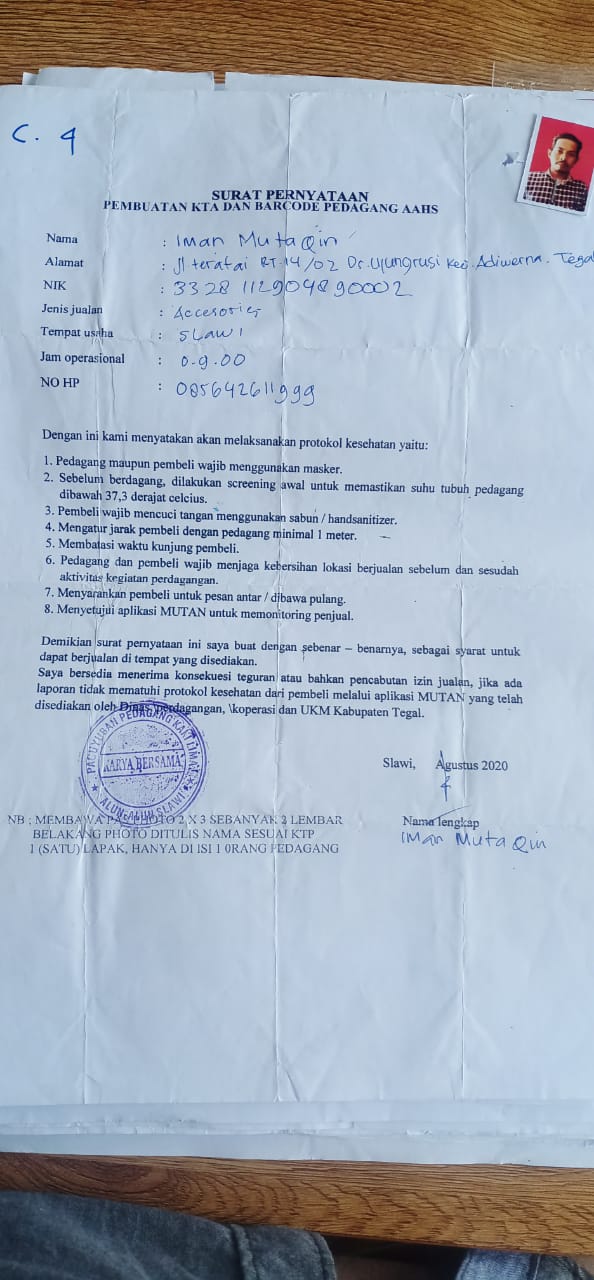 C. 4
SURAT PERNYATAAN
PEMBUATAN KTA DAN BARCODE PEDAGANG AAHS
Nama : Iman MutaQin
Alamat : Jl teratai RT.14/02 Ds.Ujungrusi Kec.Adiwerna. Tegal
NIK : 3328112904890002
Jenis jualan : Accesories
Tempat usaha : SLAWI
Jam operasional : 0.9.00
NO HP : 085642611999
Dengan ini kami menyatakan akan melaksanakan protokol kesehatan yaitu:
1. Pedagang maupun pembeli wajib menggunakan masker.
2. Sebelum berdagang, dilakukan screening awal untuk memastikan suhu tubuh pedagang
dibawah 37,3 derajat celcius.
3. Pembeli wajib mencuci tangan menggunakan sabun / handsanitizer.
4. Mengatur jarak pembeli dengan pedagang minimal 1 meter.
5. Membatasi waktu kunjung pembeli.
6. Pedagang dan pembeli wajib menjaga kebersihan lokasi berjualan sebelum dan sesudah
aktivitas kegiatan perdagangan.
7. Menyarankan pembeli untuk pesan antar / dibawa pulang.
8. Menyetujui aplikasi MUTAN untuk memonitoring penjual.
Demikian surat pernyataan ini saya buat dengan sebenar – benarnya, sebagai syarat untuk
dapat berjualan di tempat yang disediakan.
Saya bersedia menerima konsekuesi teguran atau bahkan pencabutan izin jualan, jika ada
laporan tidak mematuhi protokol kesehatan dari pembeli melalui aplikasi MUTAN yang telah
disediakan oleh Dinas, perdagangan, \koperasi dan UKM Kabupaten Tegal.
PAGUYUBAN PEDAGANG KAKI LIMA
KARYA BERSAMA
ALUN-ALUN SLAWI
Slawi, Agustus 2020
Nama lengkap
IMan MutaQin
NB : MEMBAWA PAS PHOTO 2 X 3 SEBANYAK 2 LEMBAR
BELAKANG PHOTO DITULIS NAMA SESUAI KTP
1 (SATU) LAPAK, HANYA DI ISI 1 0RANG PEDAGANG